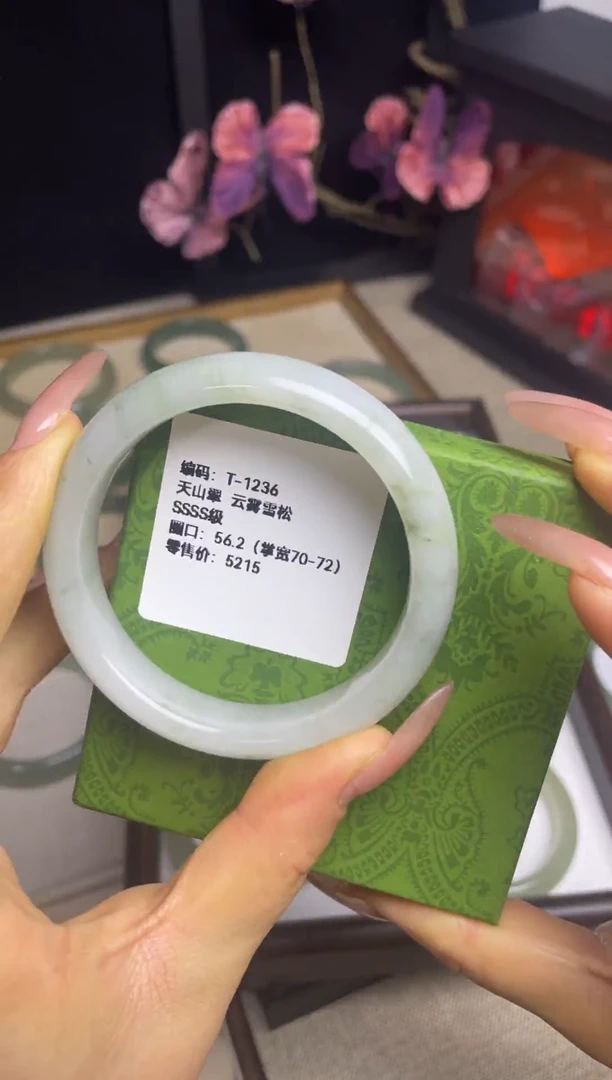 编码: T-1236
天山翠 云雾雪松
SSSS级
圈口: 56.2 (掌宽70-72)
零售价: 5215